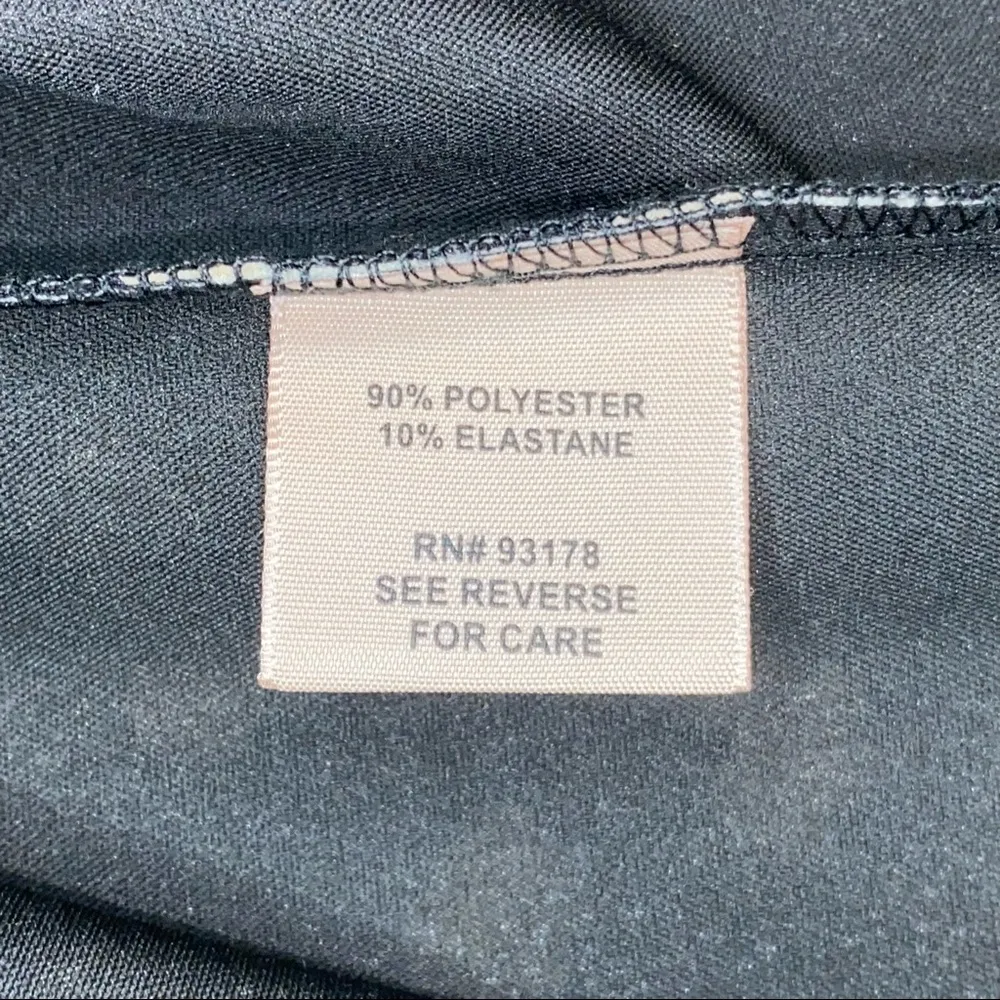 90% POLYESTER
10% ELASTANE
RN# 93178
SEE REVERSE
FOR CARE